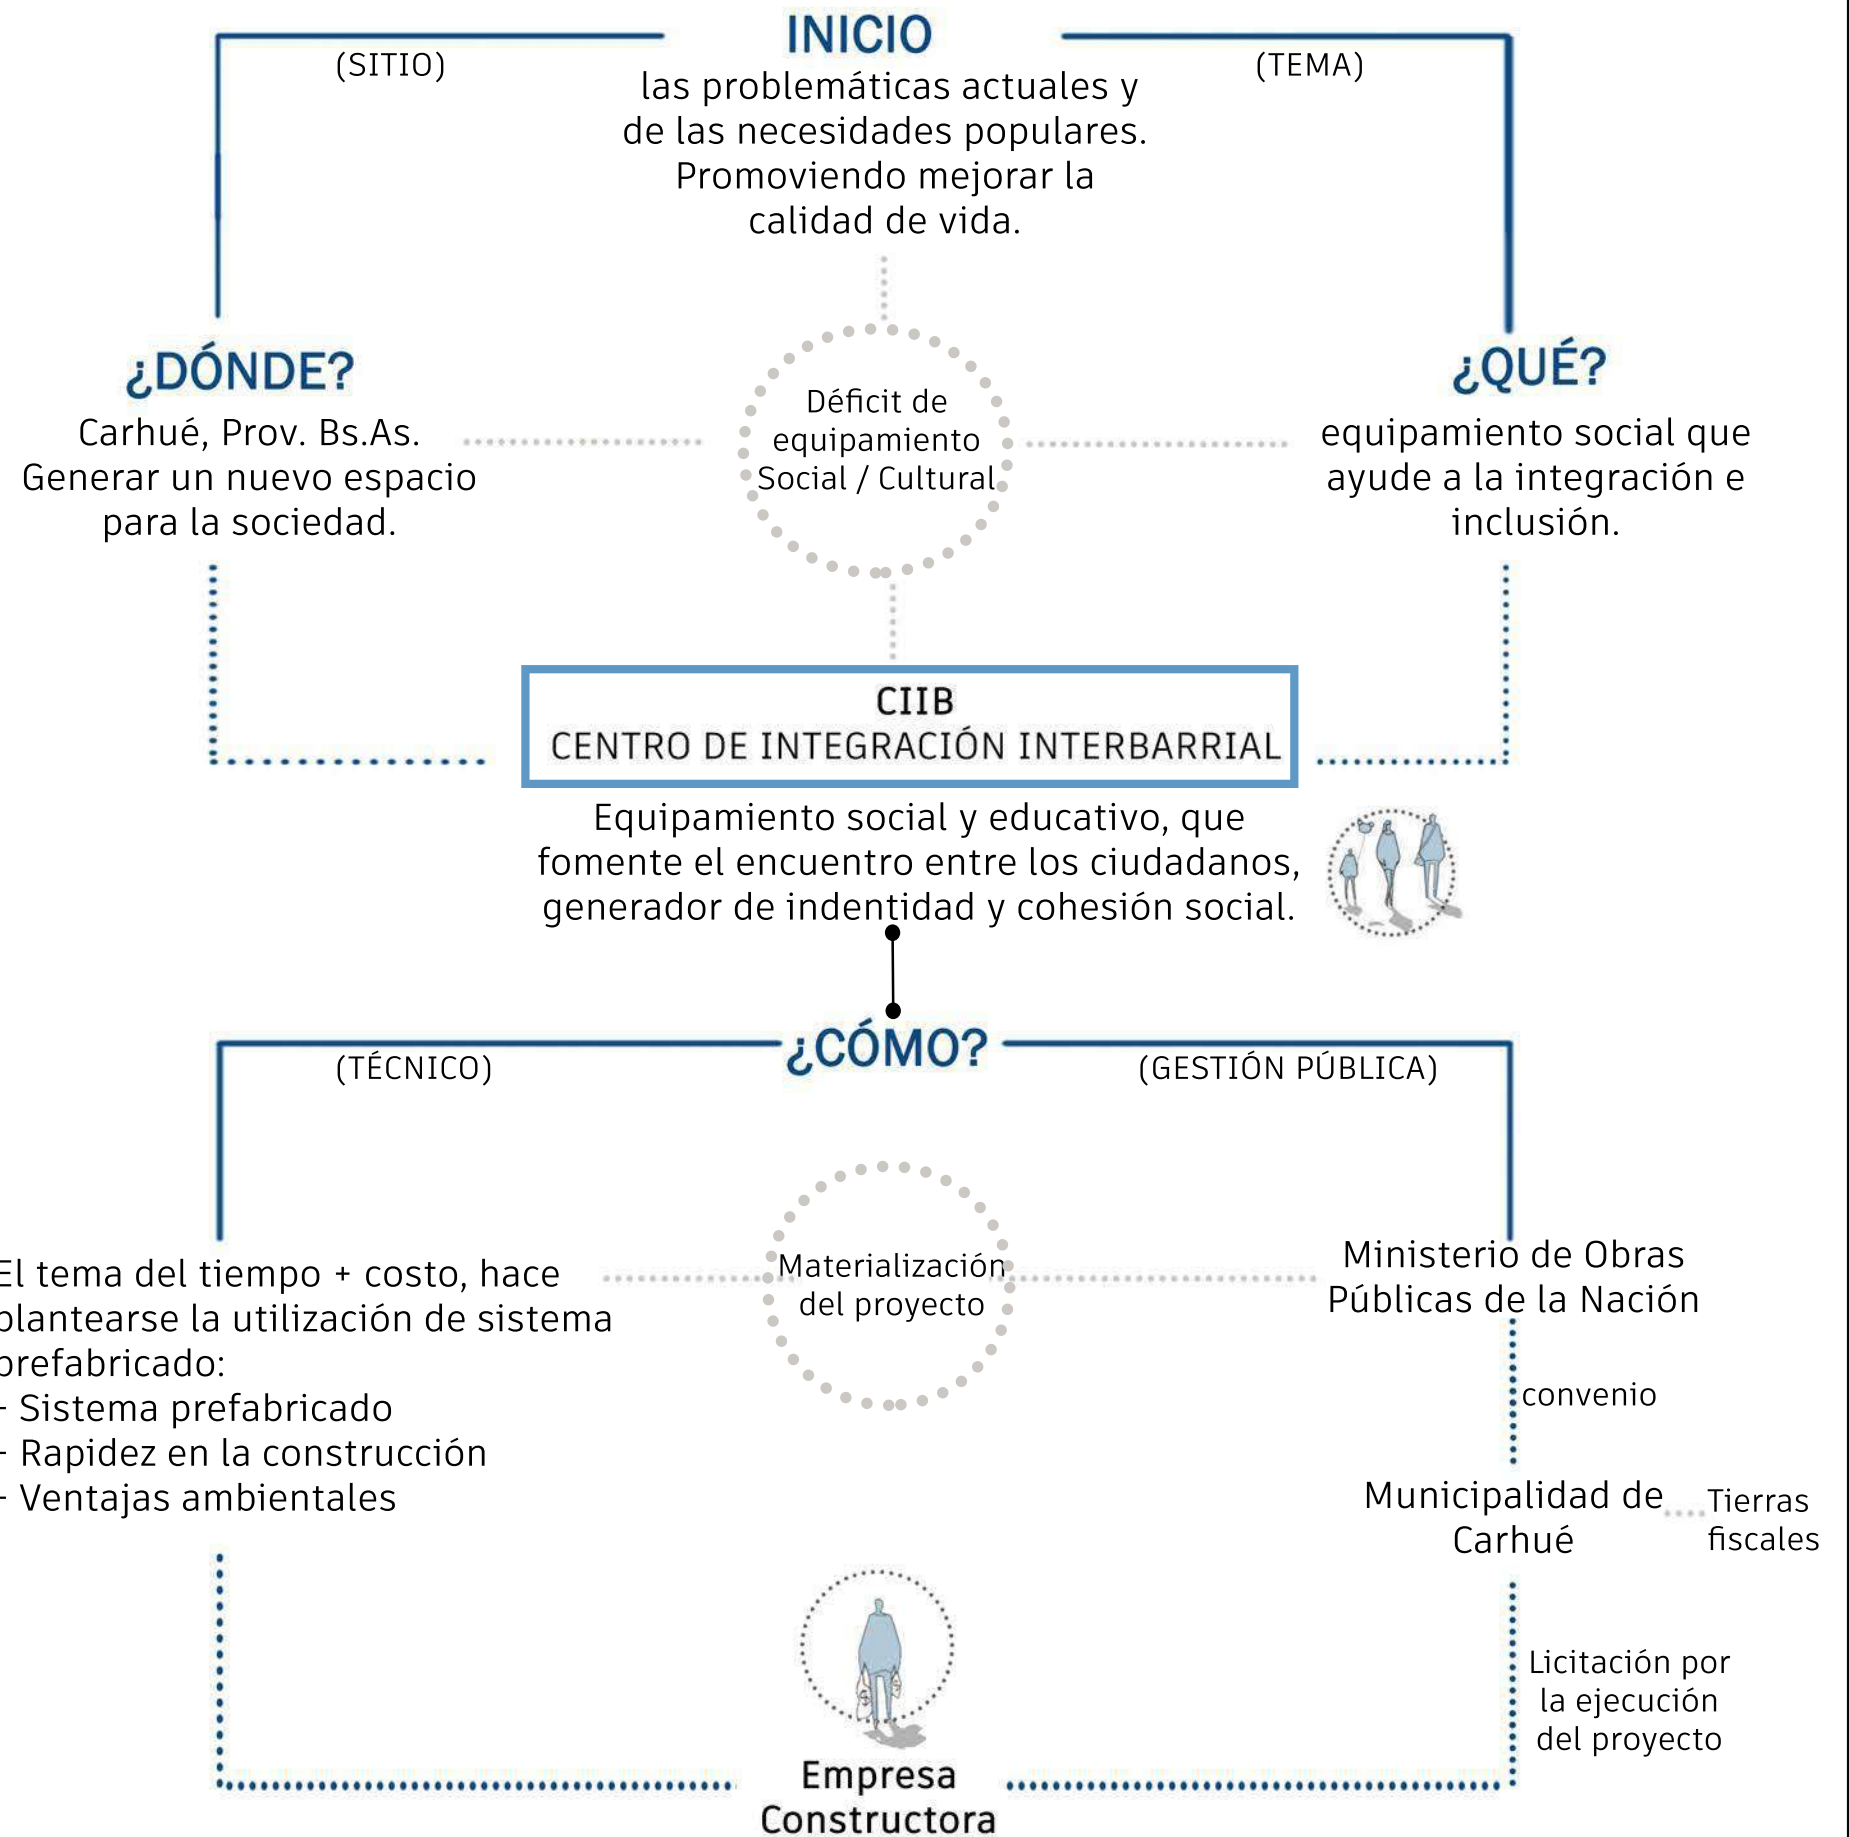 INICIO
(SITIO)
(TEMA)
las problemáticas actuales y
de las necesidades populares.
Promoviendo mejorar la
calidad de vida.
¿DÓNDE?
Carhué, Prov. Bs.As.
Generar un nuevo espacio
para la sociedad.
Déficit de
equipamiento
Social / Cultural
¿QUÉ?
equipamiento social que
ayude a la integración e
inclusión.
CIIB
CENTRO DE INTEGRACIÓN INTERBARRIAL
Equipamiento social y educativo, que
fomente el encuentro entre los ciudadanos,
generador de indentidad y cohesión social.
¿CÓMO?
(TÉCNICO)
(GESTIÓN PÚBLICA)
El tema del tiempo + costo, hace
plantearse la utilización de sistema
prefabricado:
- Sistema prefabricado
- Rapidez en la construcción
- Ventajas ambientales
Materialización
del proyecto
Ministerio de Obras
Públicas de la Nación
convenio
Municipalidad de
Carhué
Tierras
fiscales
Licitación por
la ejecución
del proyecto
$
Empresa
Constructora